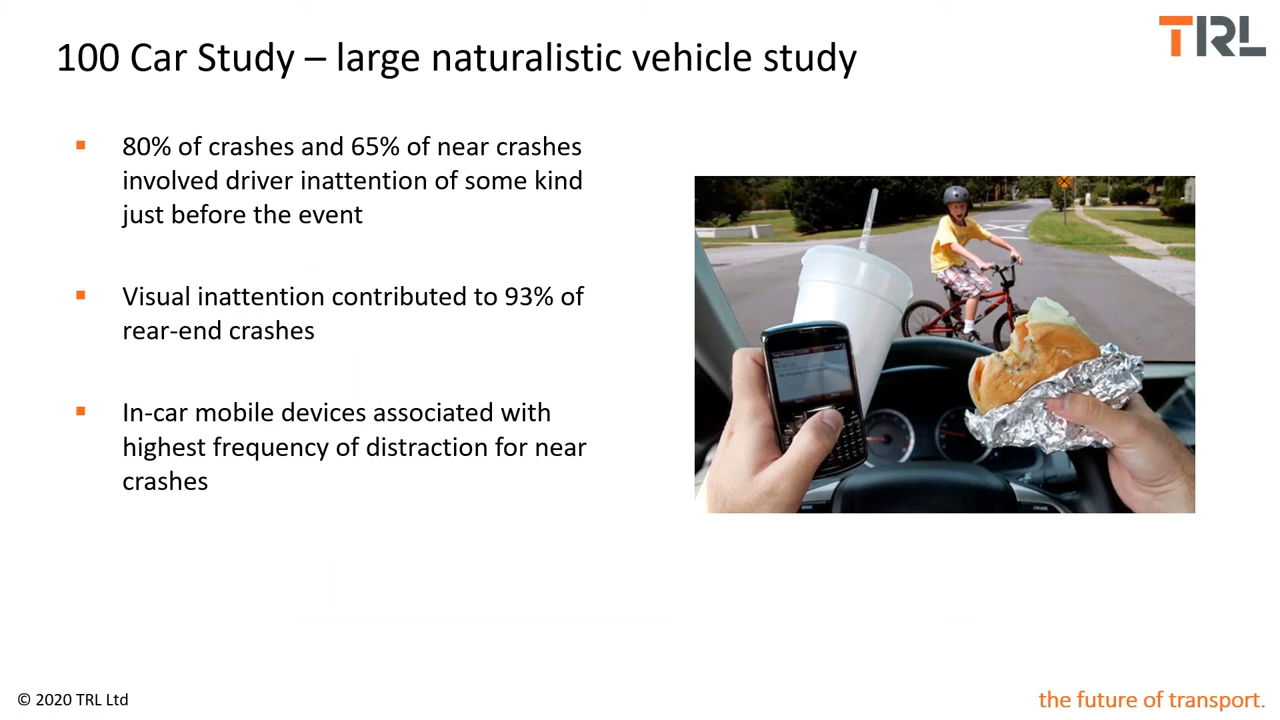 100 Car Study – large naturalistic vehicle study
TRL
▪ 80% of crashes and 65% of near crashes
involved driver inattention of some kind
just before the event
▪ Visual inattention contributed to 93% of
rear-end crashes
▪ In-car mobile devices associated with
highest frequency of distraction for near
crashes
© 2020 TRL Ltd
the future of transport.